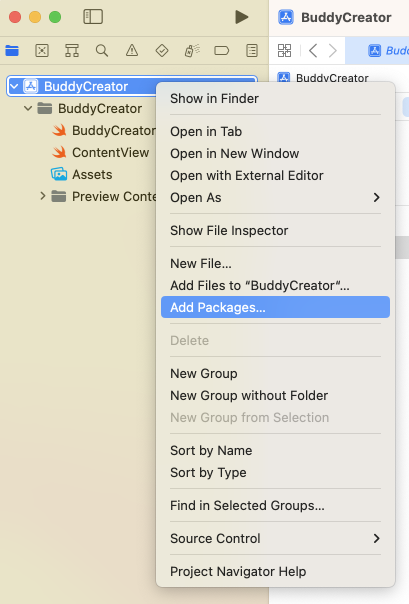 BuddyCreator
Buddy
BuddyCreator
BuddyCreator
BuddyCreator
BuddyCreator
ContentView
Assets
Preview Conte
Show in Finder
Open in Tab
Open in New Window
Open with External Editor
Open As
Show File Inspector
New File...
Add Files to “BuddyCreator“...
Add Packages...
Delete
New Group
New Group without Folder
New Group from Selection
Sort by Name
Sort by Type
Find in Selected Groups...
Source Control
Project Navigator Help